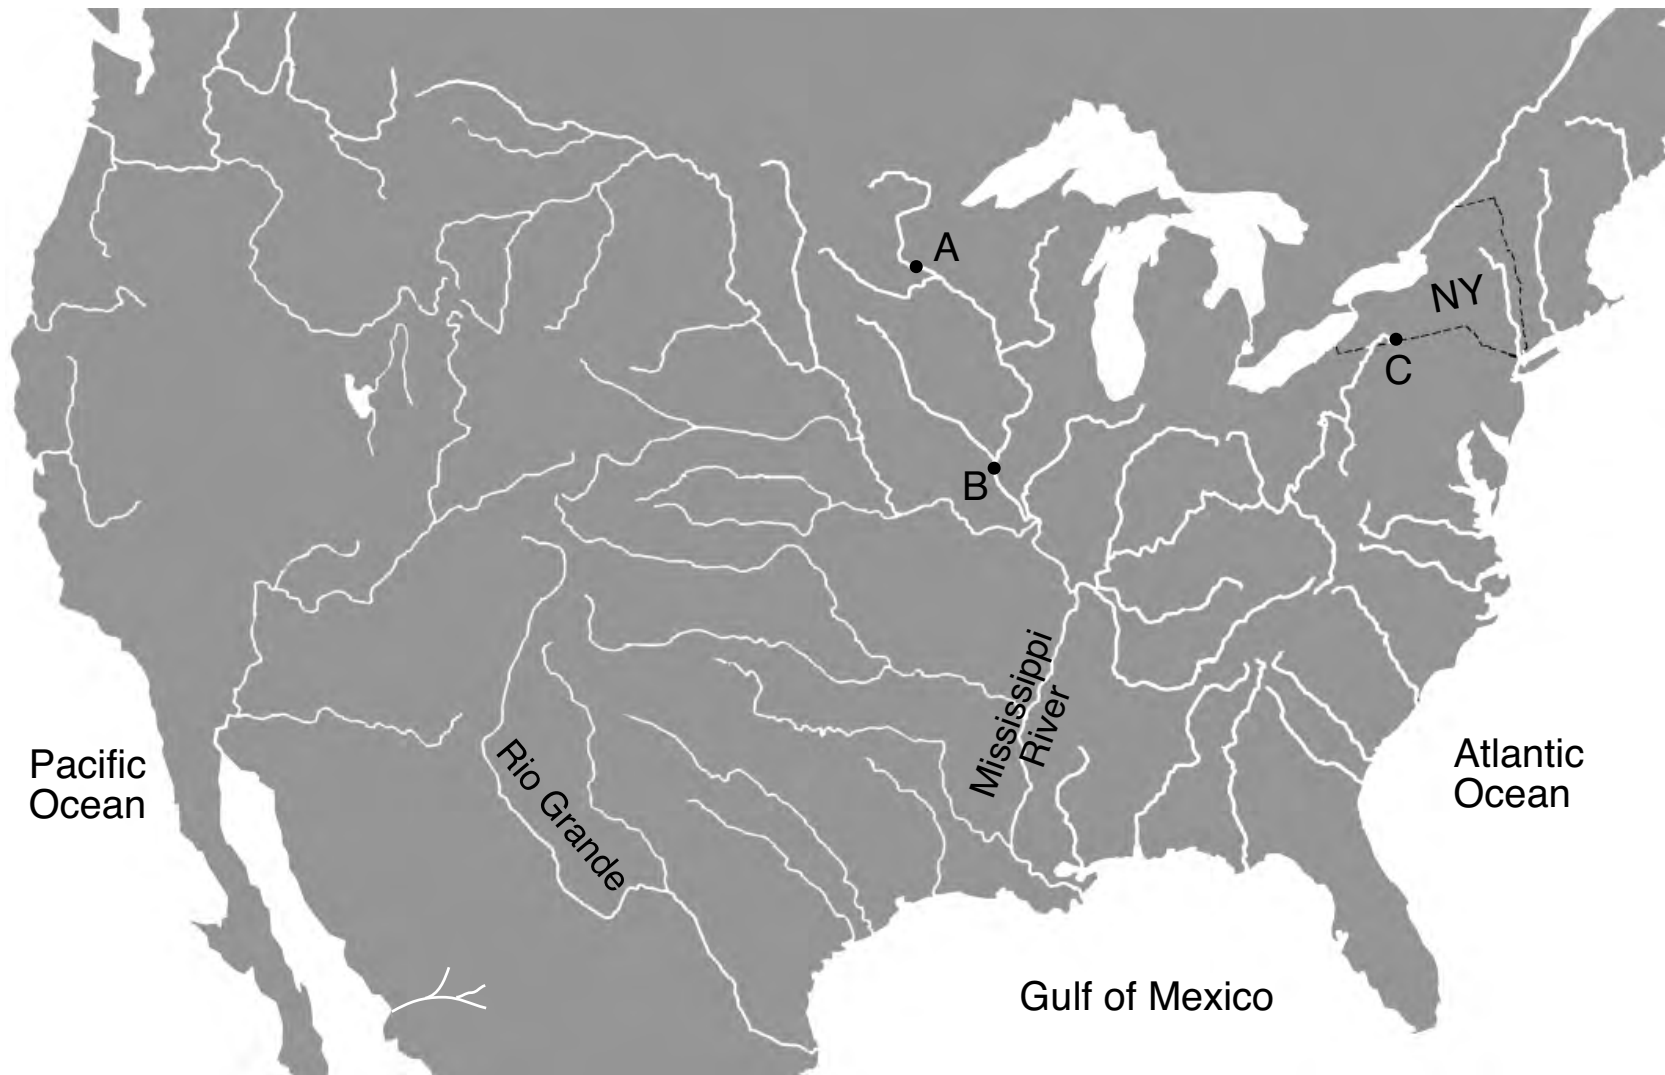 A
NY
C
B
Mississippi
River
Rio Grande
Pacific
Ocean
Atlantic
Ocean
Gulf of Mexico